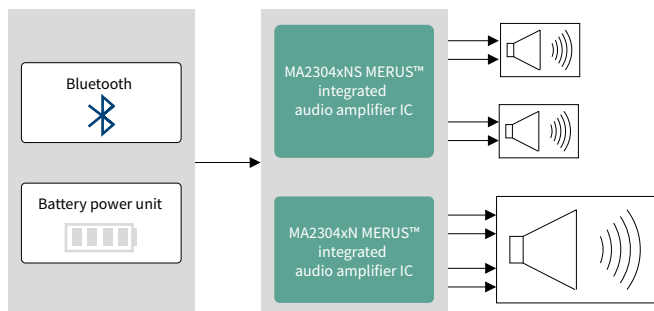 Bluetooth
Battery power unit
MA2304xNS MERUS™
integrated
audio amplifier IC
MA2304xN MERUS™
integrated
audio amplifier IC